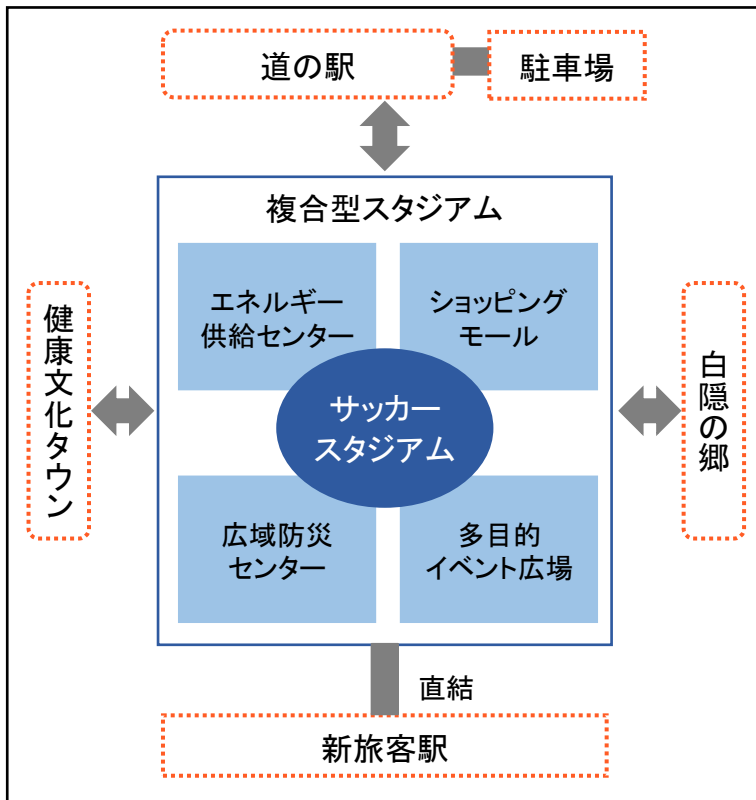 道の駅
駐車場
複合型スタジアム
エネルギー
供給センター
ショッピング
モール
健康文化タウン
サッカー
スタジアム
白隠の郷
広域防災
センター
多目的
イベント広場
直結
新旅客駅